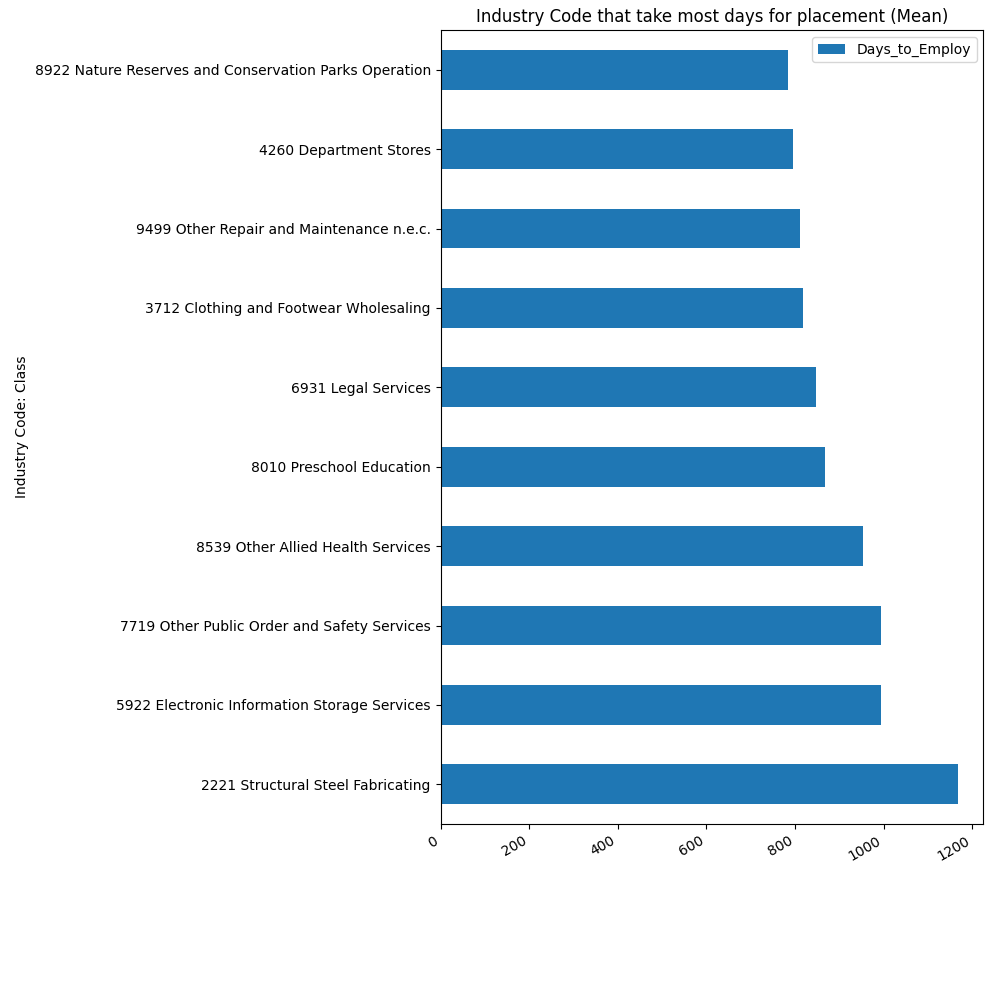 Industry Code that take most days for placement (Mean)
Days_to_Employ
8922 Nature Reserves and Conservation Parks Operation
4260 Department Stores
9499 Other Repair and Maintenance n.e.c.
3712 Clothing and Footwear Wholesaling
6931 Legal Services
8010 Preschool Education
8539 Other Allied Health Services
7719 Other Public Order and Safety Services
5922 Electronic Information Storage Services
2221 Structural Steel Fabricating
Industry Code: Class
0
200
400
600
800
1000
1200